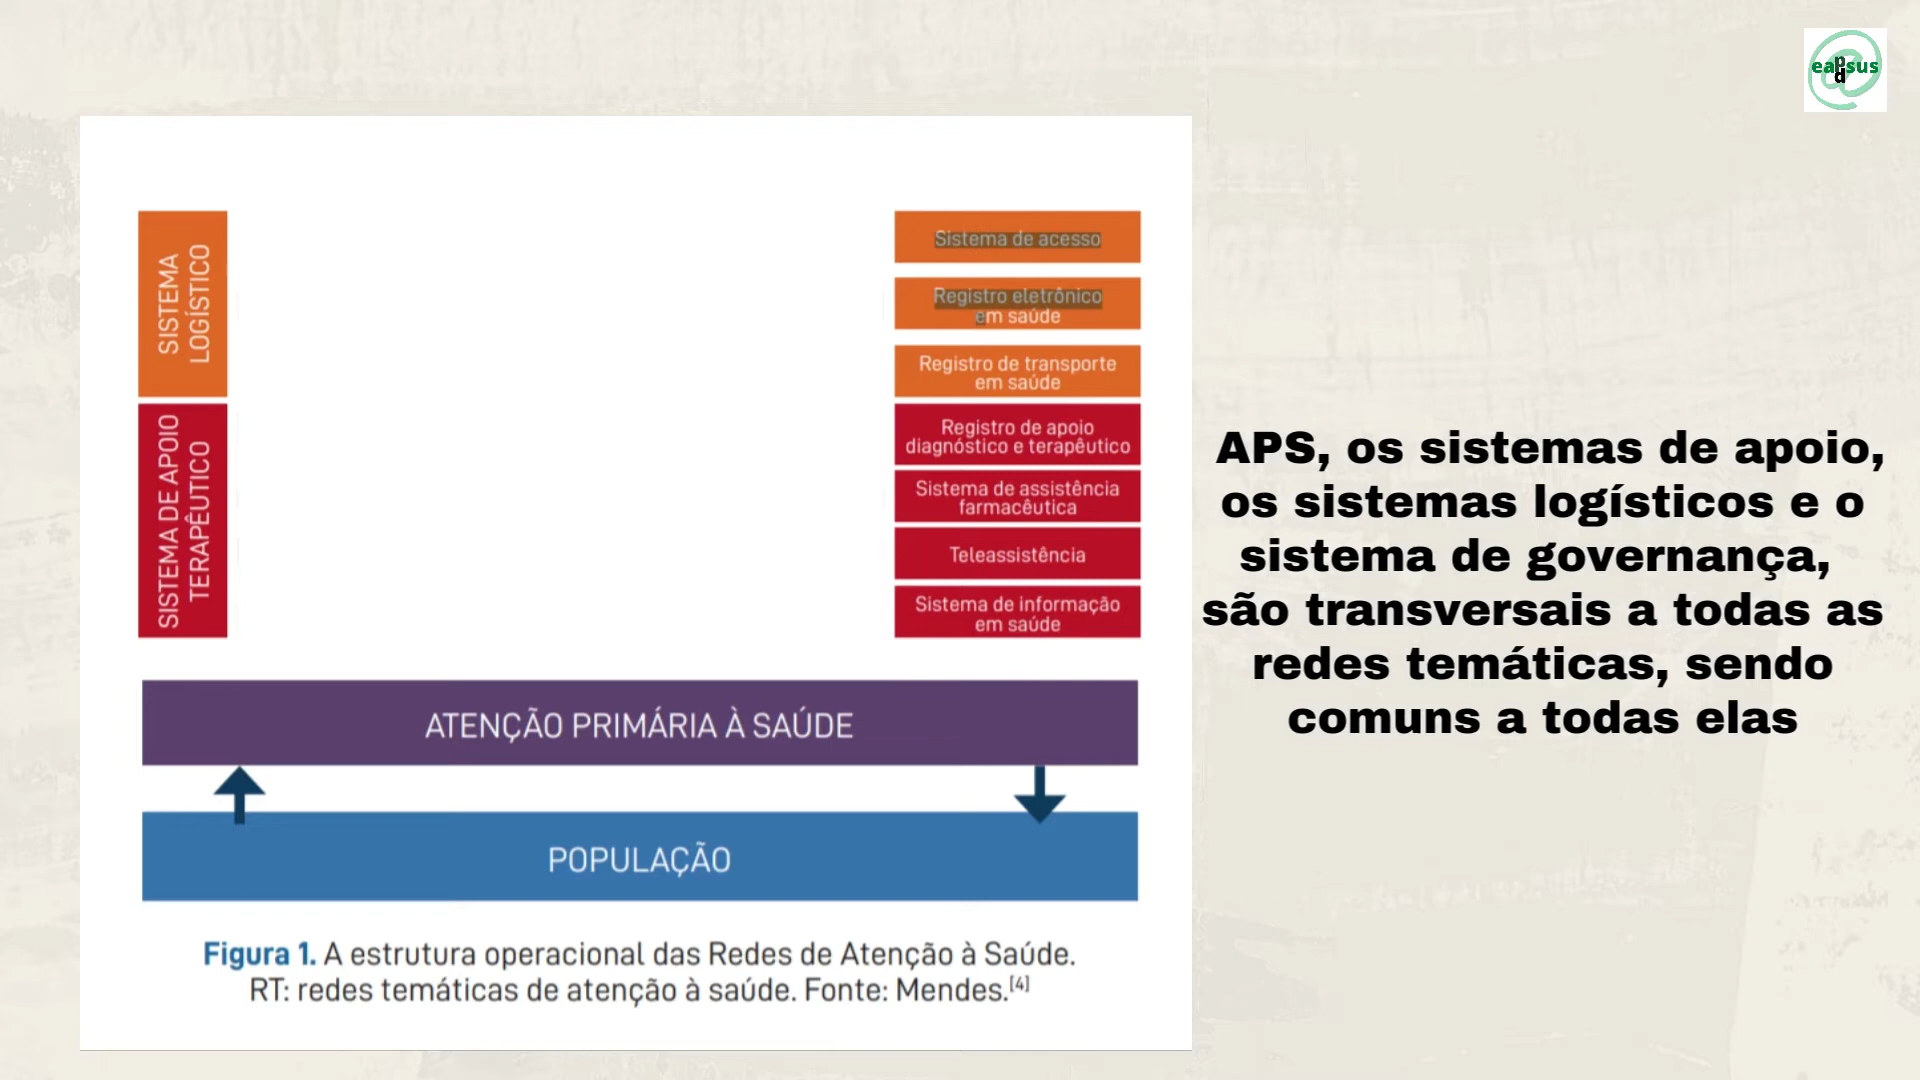 eadsus
SISTEMA
LOGÍSTICO
Sistema de acesso
Registro eletrônico
em saúde
Registro de transporte
em saúde
SISTEMA DE APOIO
TERAPÊUTICO
Registro de apoio
diagnóstico e terapêutico
Sistema de assistência
farmacêutica
Teleassistência
Sistema de informação
em saúde
ATENÇÃO PRIMÁRIA À SAÚDE
POPULAÇÃO
Figura 1. A estrutura operacional das Redes de Atenção à Saúde.
RT: redes temáticas de atenção à saúde. Fonte: Mendes.[4]
APS, os sistemas de apoio,
os sistemas logísticos e o
sistema de governança,
são transversais a todas as
redes temáticas, sendo
comuns a todas elas